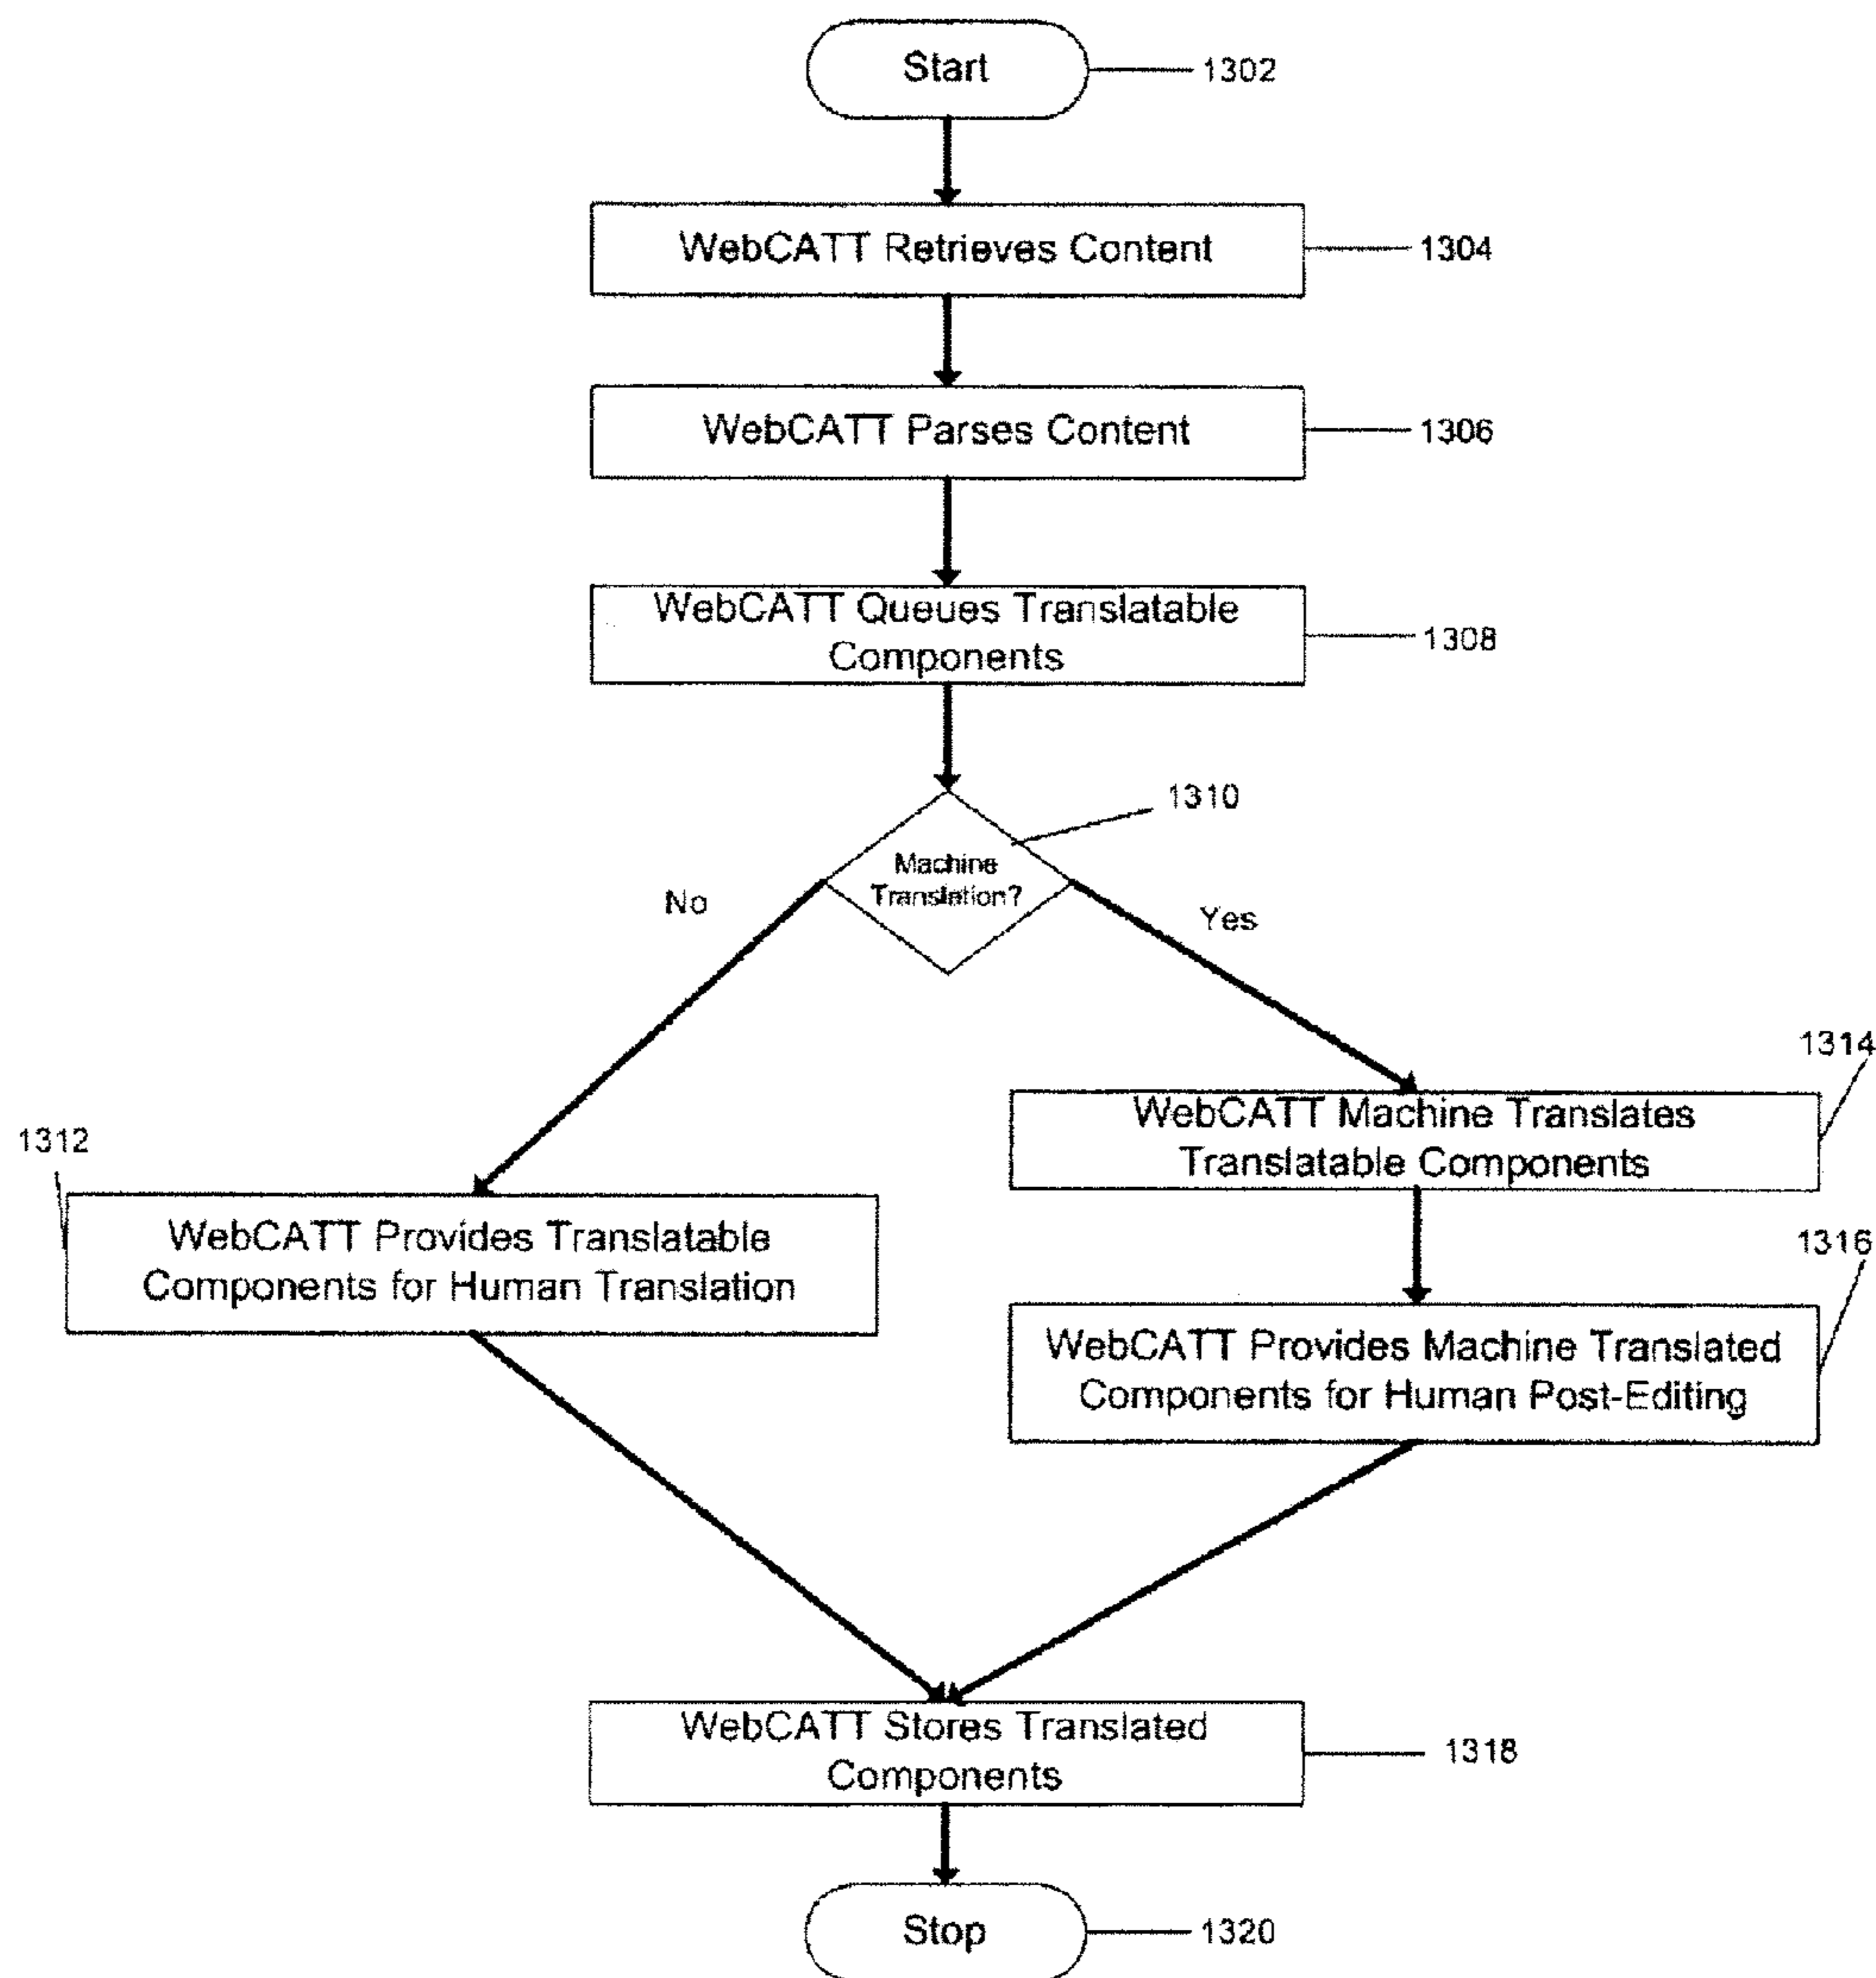 Start
1302
WebCATT Retrieves Content
1304
WebCATT Parses Content
1306
WebCATT Queues Translatable
Components
1308
1310
Machine
Translation?
No
Yes
1314
WebCATT Machine Translates
Translatable Components
1312
WebCATT Provides Translatable
Components for Human Translation
1316
WebCATT Provides Machine Translated
Components for Human Post-Editing
WebCATT Stores Translated
Components
1318
Stop
1320